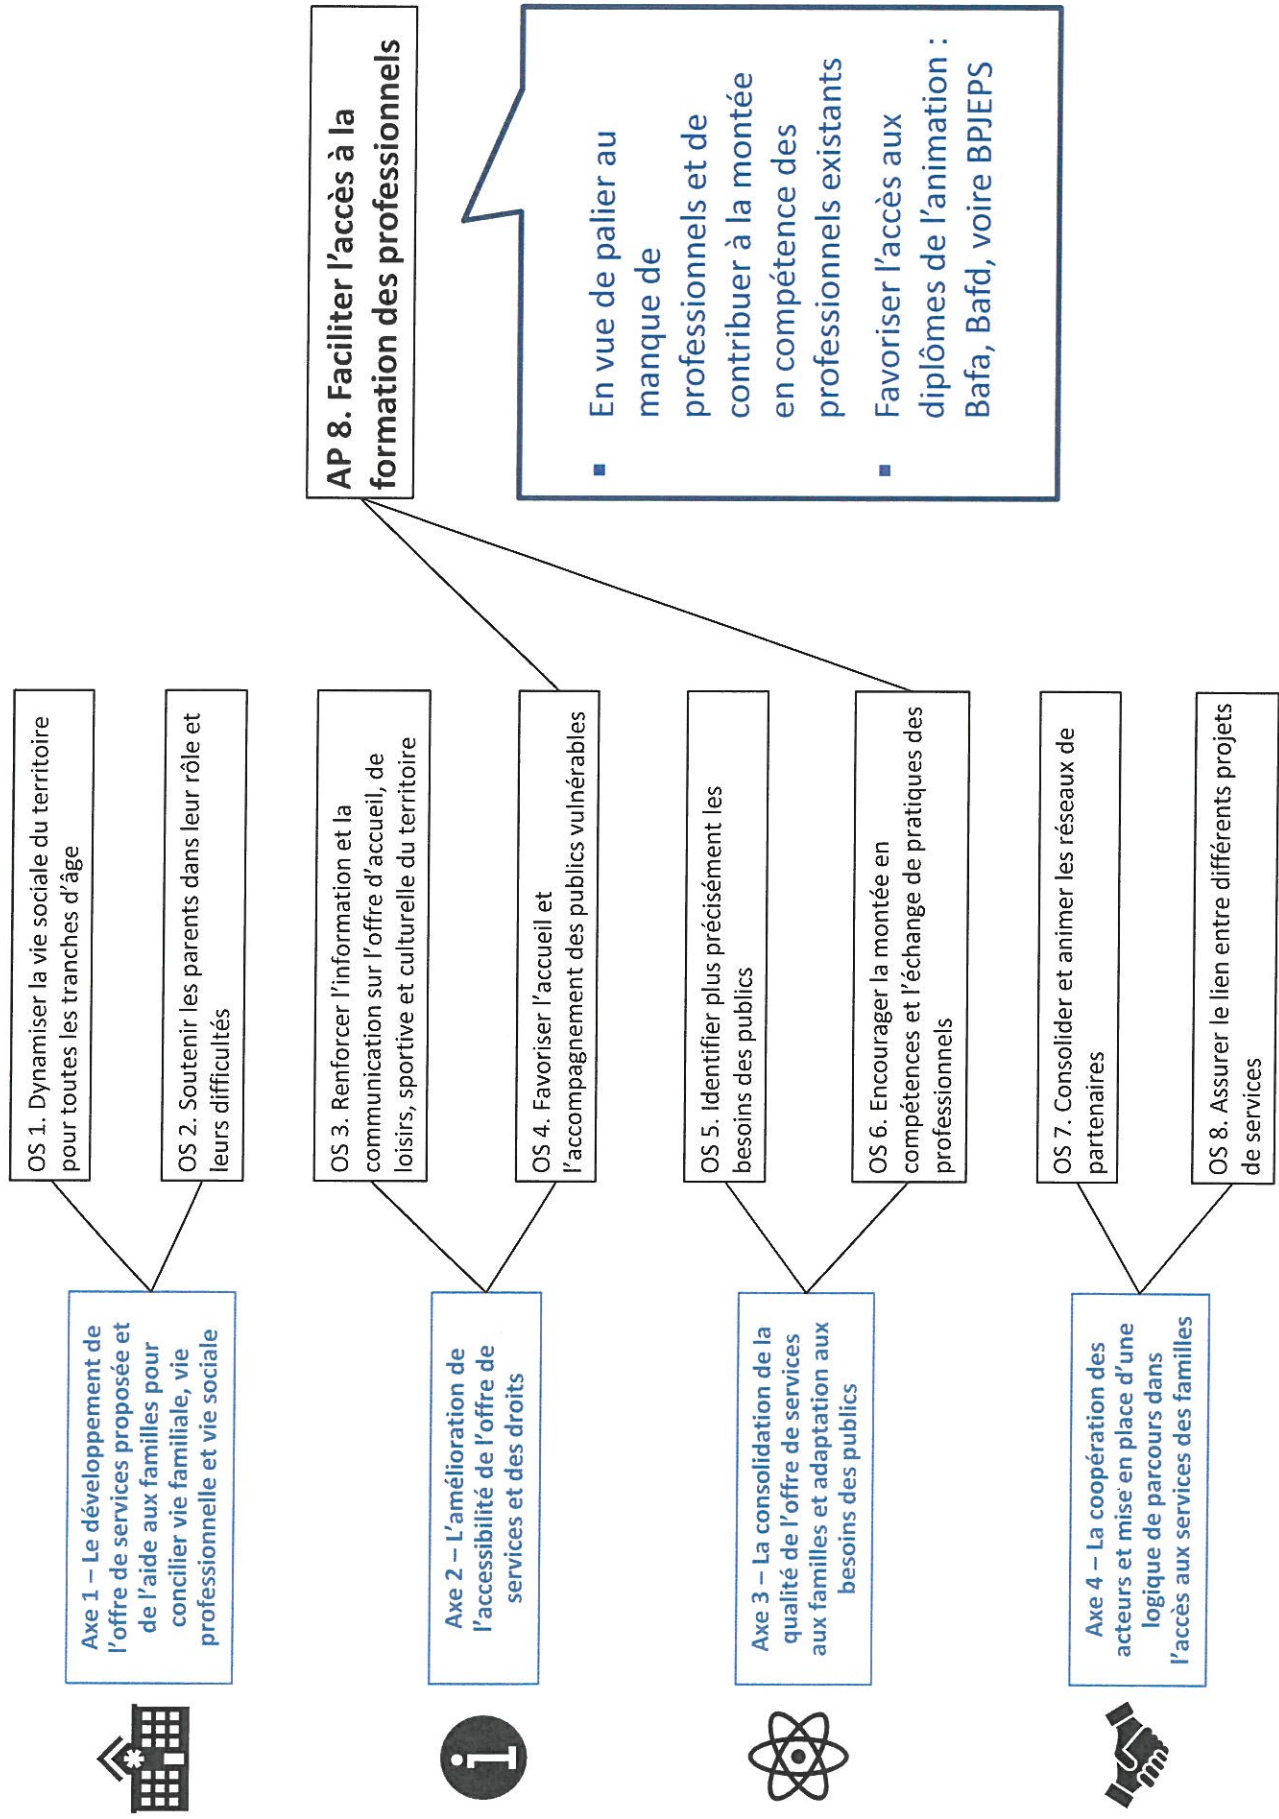 Axe 1 – Le développement de
l'offre de services proposée et
de l'aide aux familles pour
concilier vie familiale, vie
professionnelle et vie sociale
Axe 2 – L'amélioration de
l'accessibilité de l'offre de
services et des droits
Axe 3 – La consolidation de la
qualité de l'offre de services
aux familles et adaptation aux
besoins des publics
Axe 4 – La coopération des
acteurs et mise en place d'une
logique de parcours dans
l'accès aux services des familles
OS 1. Dynamiser la vie sociale du territoire
pour toutes les tranches d'âge
OS 2. Soutenir les parents dans leur rôle et
leurs difficultés
OS 3. Renforcer l'information et la
communication sur l'offre d'accueil, de
loisirs, sportive et culturelle du territoire
OS 4. Favoriser l'accueil et
l'accompagnement des publics vulnérables
OS 5. Identifier plus précisément les
besoins des publics
OS 6. Encourager la montée en
compétences et l'échange de pratiques des
professionnels
OS 7. Consolider et animer les réseaux de
partenaires
OS 8. Assurer le lien entre différents projets
de services
AP 8. Faciliter l'accès à la
formation des professionnels
▪ En vue de palier au
manque de
professionnels et de
contribuer à la montée
en compétence des
professionnels existants
▪ Favoriser l'accès aux
diplômes de l'animation :
Bafa, Bafd, voire BPJEPS